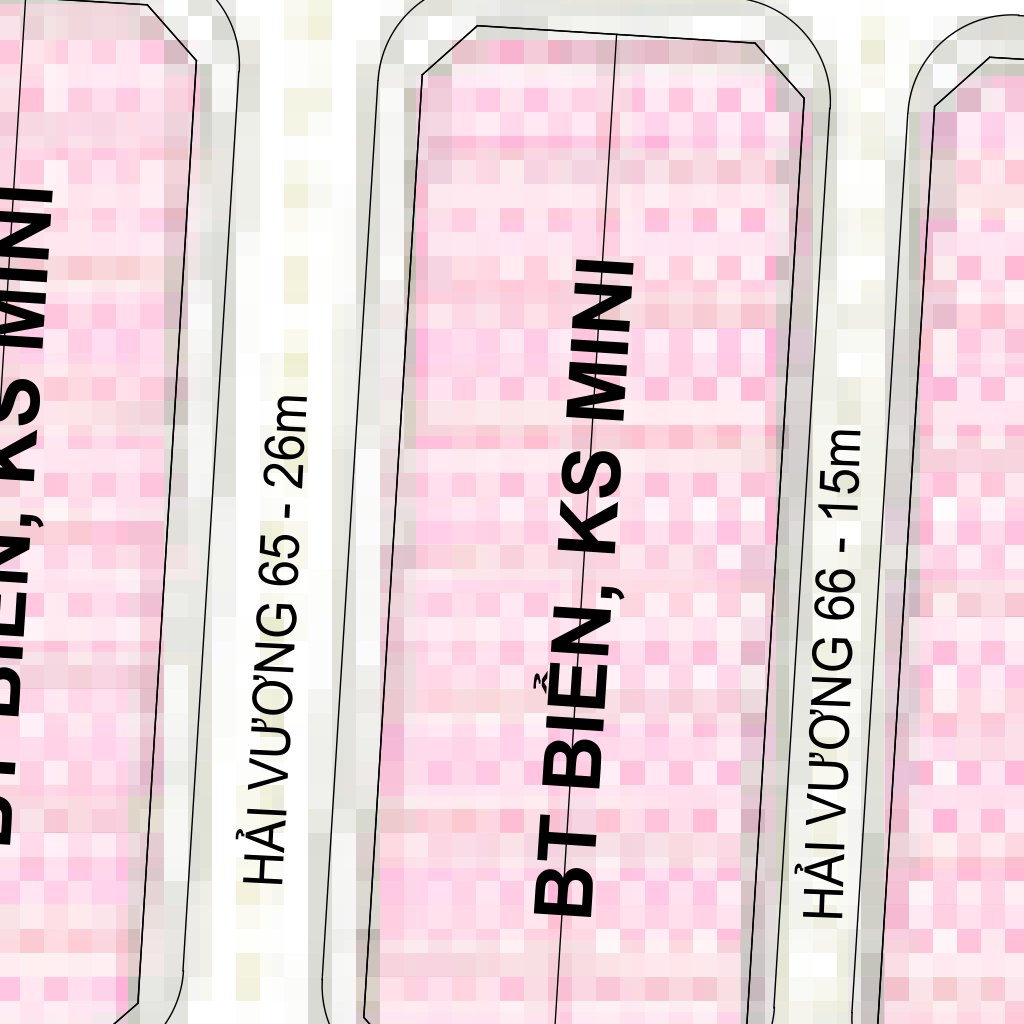 BT BIỂN, KS MINI
HẢI VƯƠNG 65 - 26m
BT BIỂN, KS MINI
HẢI VƯƠNG 66 - 15m